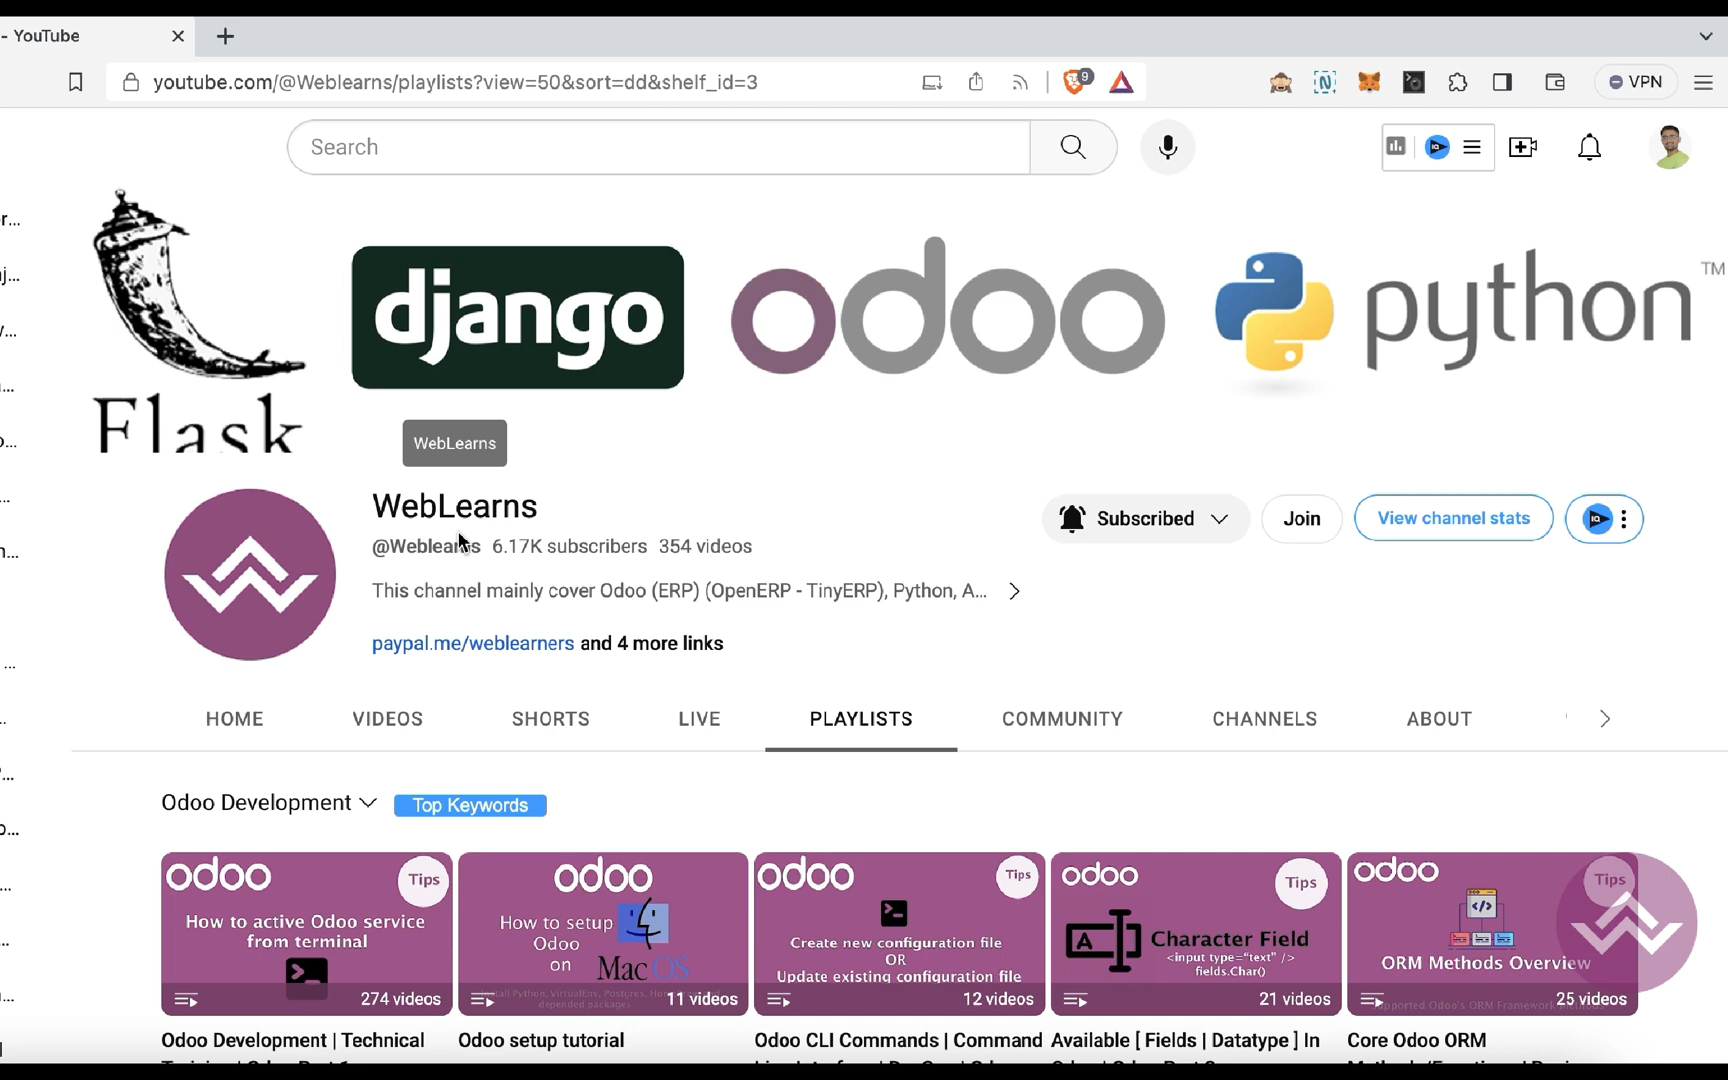 - YouTube
youtube.com/@Weblearns/playlists?view=50&sort=dd&shelf_id=3
9
VPN
Search
Flask
django
odoo
python
TM
WebLearns
WebLearns
@Weblearns 6.17K subscribers 354 videos
Subscribed
Join
View channel stats
This channel mainly cover Odoo (ERP) (OpenERP - TinyERP), Python, A...
paypal.me/weblearners and 4 more links
HOME
VIDEOS
SHORTS
LIVE
PLAYLISTS
COMMUNITY
CHANNELS
ABOUT
Odoo Development
Top Keywords
odoo
Tips
How to active Odoo service
from terminal
274 videos
odoo
How to setup
Odoo
on
Mac OS
11 videos
odoo
Tips
Create new configuration file
OR
Update existing configuration file
12 videos
odoo
Tips
A
Character Field
<input type="text" />
fields.Char()
21 videos
odoo
Tips
</>
ORM Methods Overview
25 videos
Odoo Development | Technical
Odoo setup tutorial
Odoo CLI Commands | Command
Available [ Fields | Datatype ] In
Core Odoo ORM